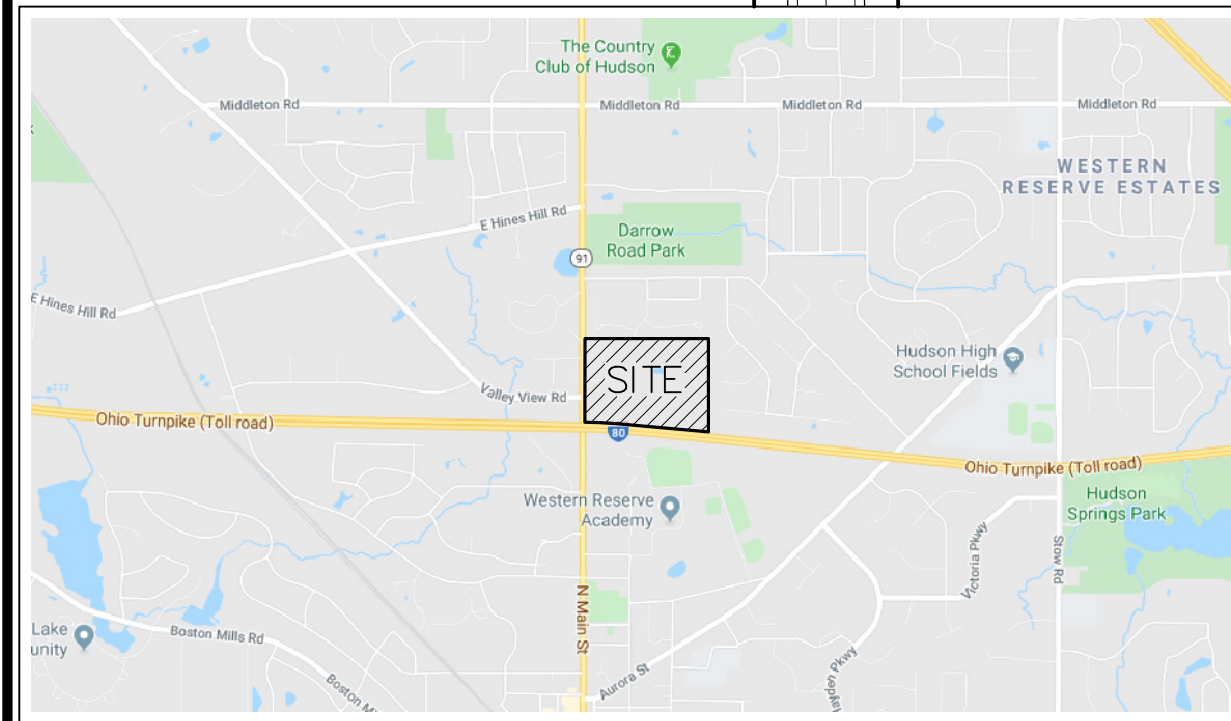 The Country
Club of Hudson
Middleton Rd
Middleton Rd
Middleton Rd
Middleton Rd
WESTERN
RESERVE ESTATES
E Hines Hill Rd
Darrow
Road Park
91
E Hines Hill Rd
Hudson High
School Fields
SITE
Valley View Rd
Ohio Turnpike (Toll road)
80
Ohio Turnpike (Toll road)
Western Reserve
Academy
Hudson
Springs Park
Victoria Pkwy
Stow Rd
N Main St
Lake
unity
Boston Mills Rd
Aurora St
Boston M
Hayden Pkwy